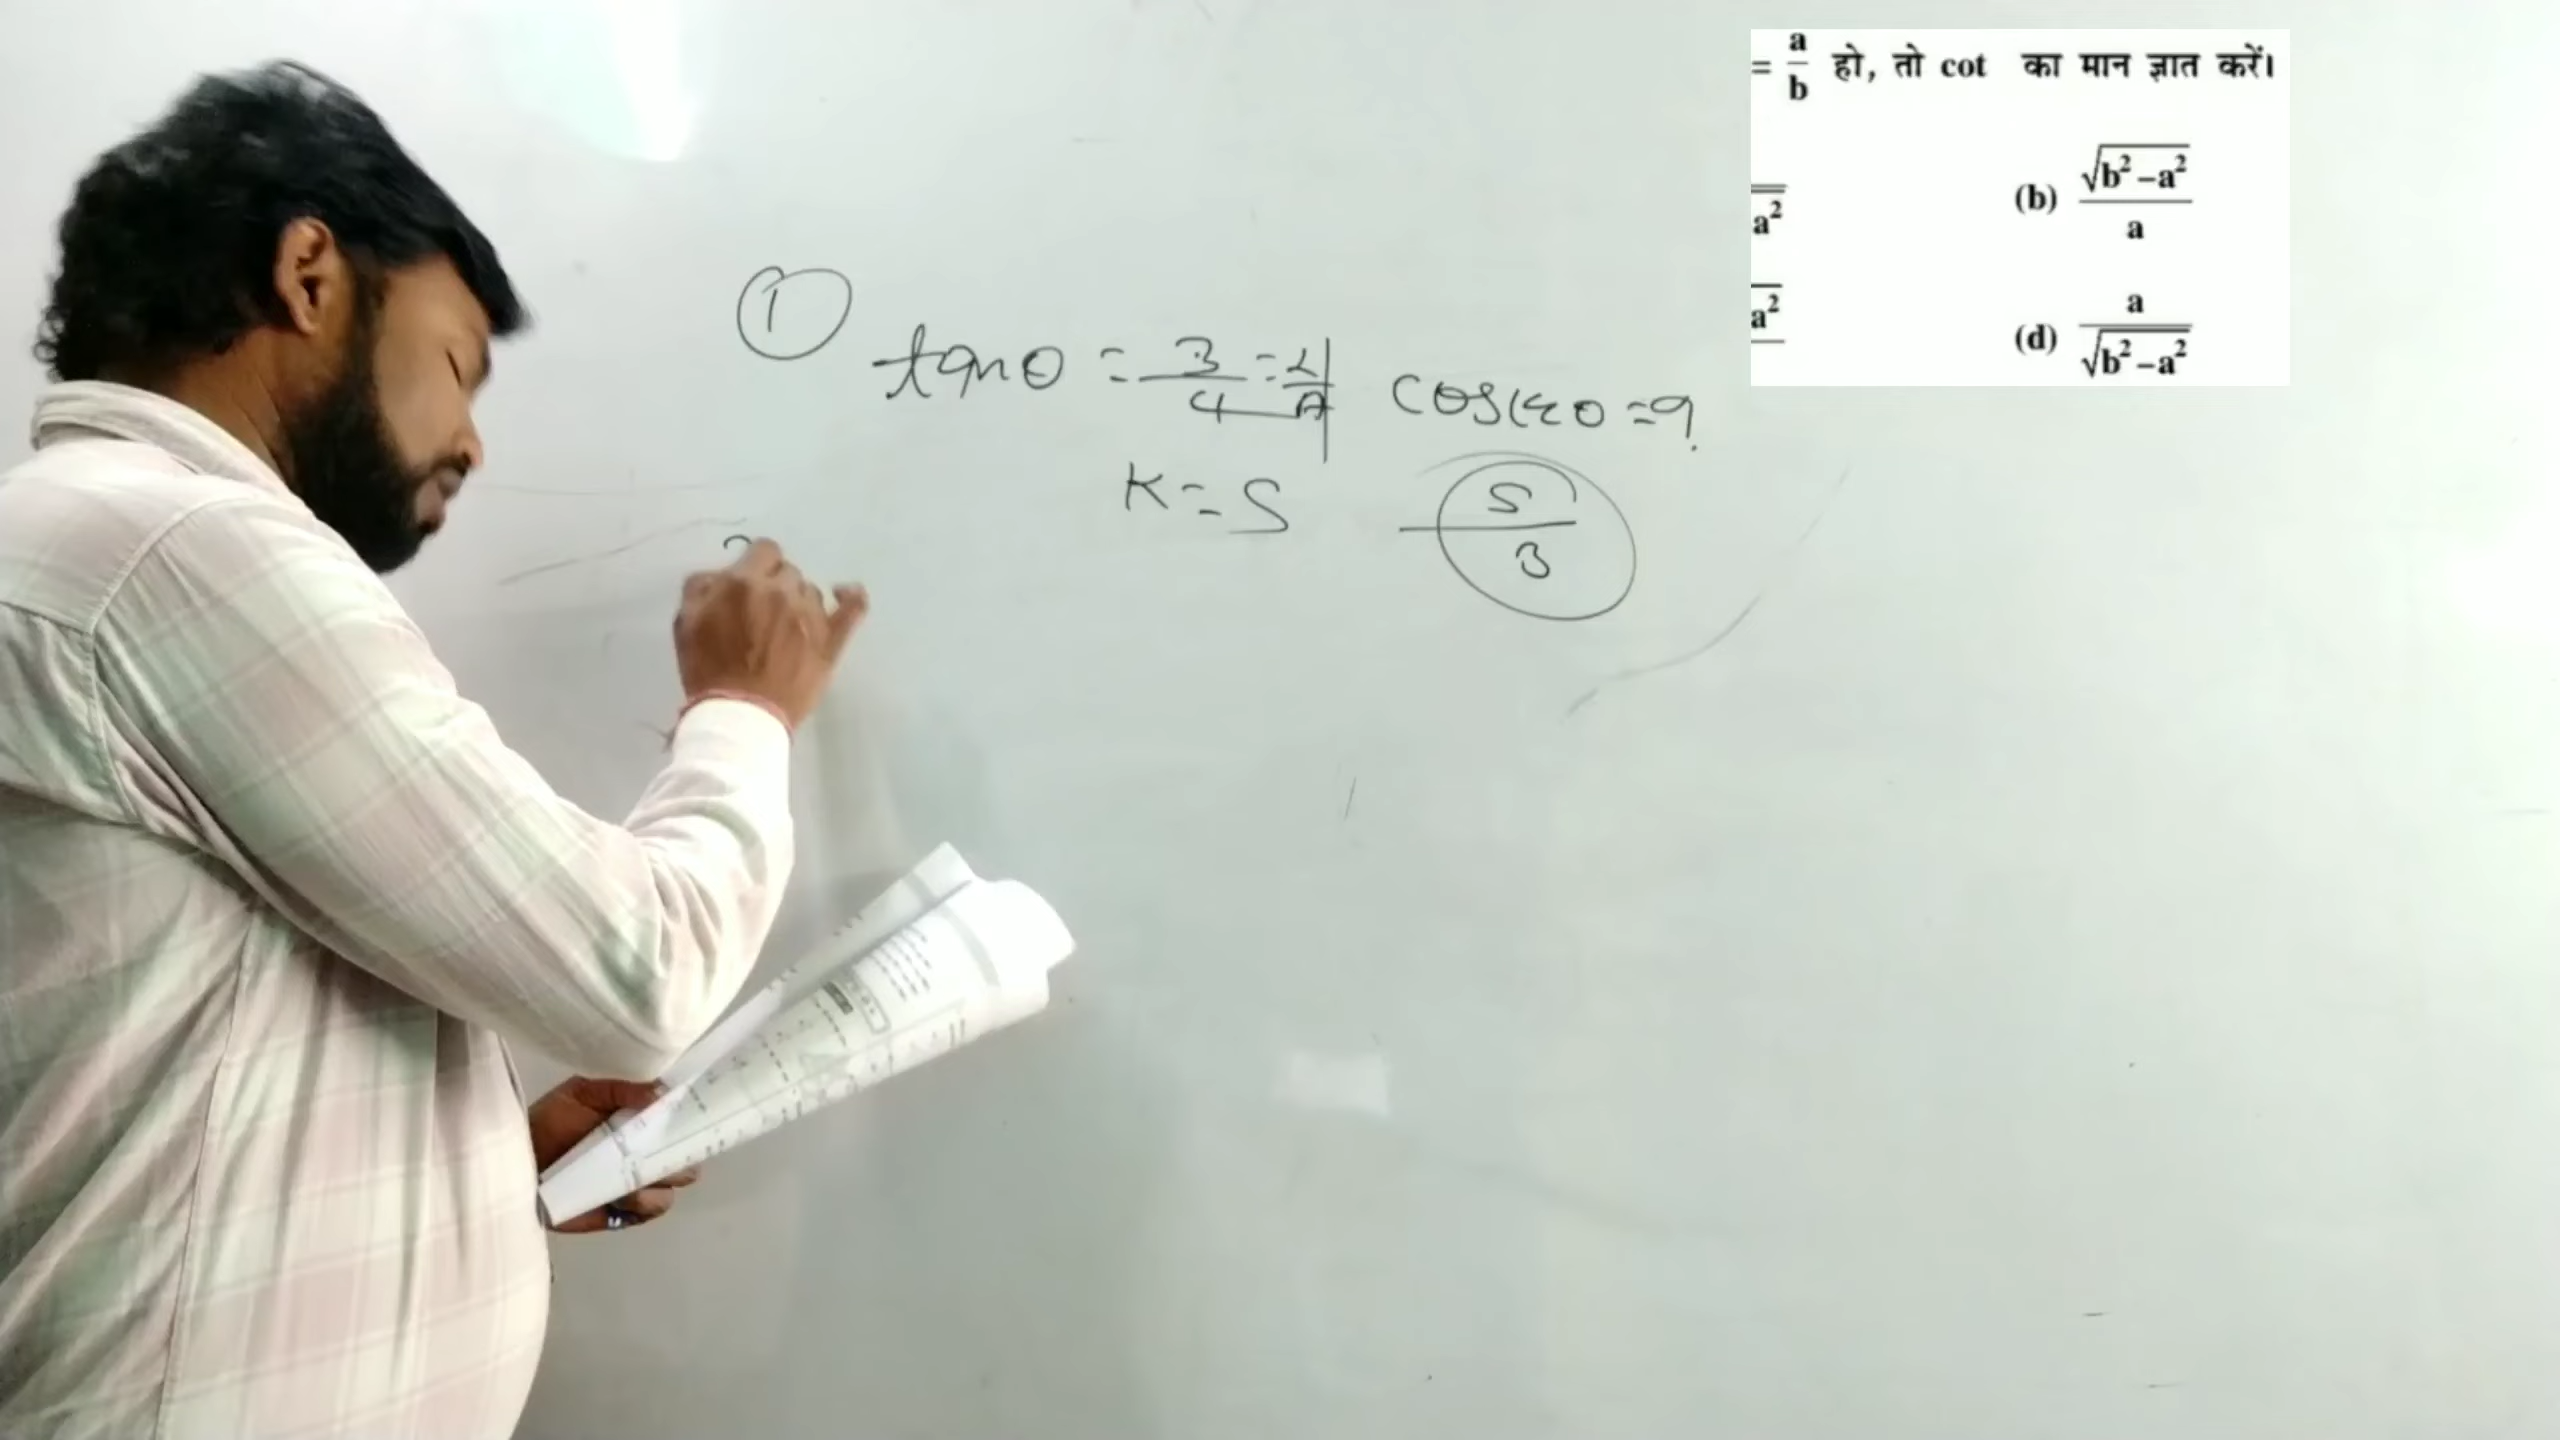 = a/b हो, तो cot का मान ज्ञात करें।
a²
(b) √(b²−a²)/a
a²
(d) a/√(b²−a²)
①
tanθ = 3/4 = L/A
cosecθ = ?
K = 5
5/3